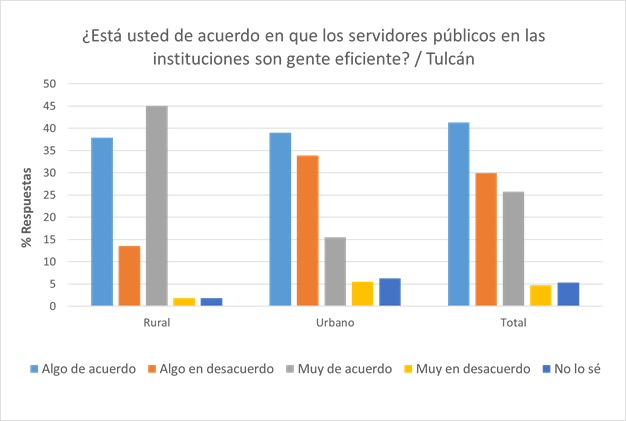 ¿Está usted de acuerdo en que los servidores públicos en las
instituciones son gente eficiente? / Tulcán
% Respuestas
50
45
40
35
30
25
20
15
10
5
0
Rural Urbano Total
Algo de acuerdo Algo en desacuerdo Muy de acuerdo Muy en desacuerdo No lo sé